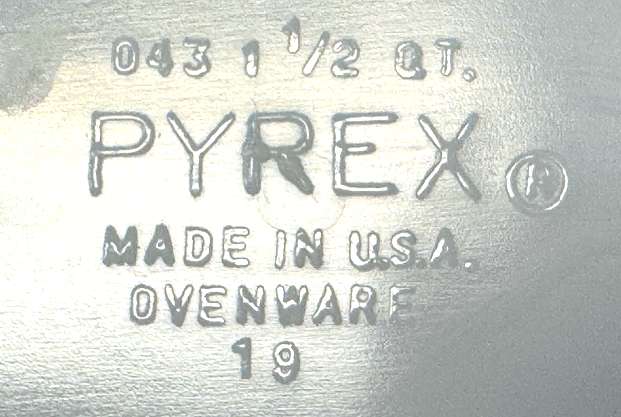 043 1 1/2 QT.
PYREX ®
MADE IN U.S.A.
OVENWARE
19